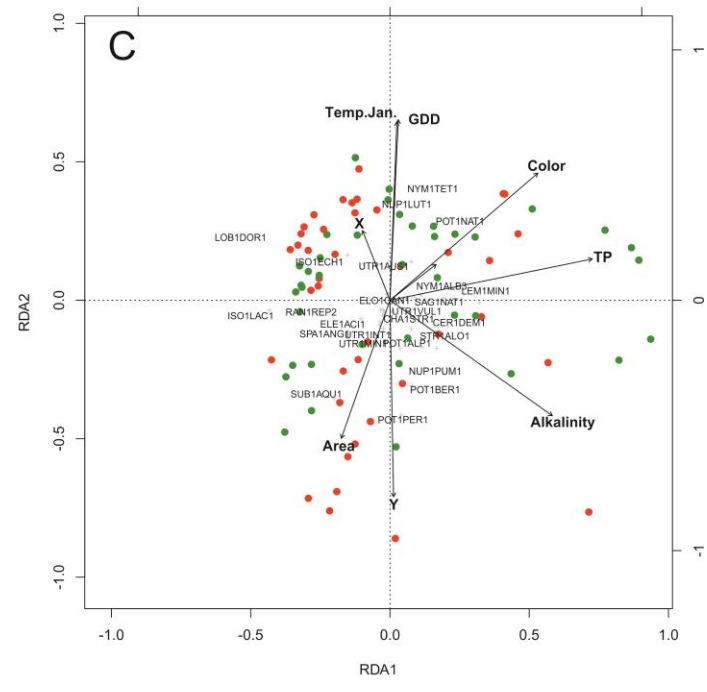 C
1.0
0.5
0.0
-0.5
-1.0
RDA2
1
0
-1
Temp.Jan.
GDD
Color
NYM1TET1
NUP1LUT1
X
POT1NAT1
LOB1DOR1
TP
ISO1ECH1
UTR1AUS1
NYM1ALB3
LEM1MIN1
SAG1NAT1
RAN1REP2
UTR1VUL1
ISO1LAC1
CHA1STR1
CER1DEM1
ELE1ACI1
UTR1INT1
STR1ALO1
UTR1MIN1
POT1ALP1
NUP1PUM1
SUB1AQU1
POT1BER1
POT1PER1
Alkalinity
Area
Y
-1.0 -0.5 0.0 0.5 1.0
RDA1